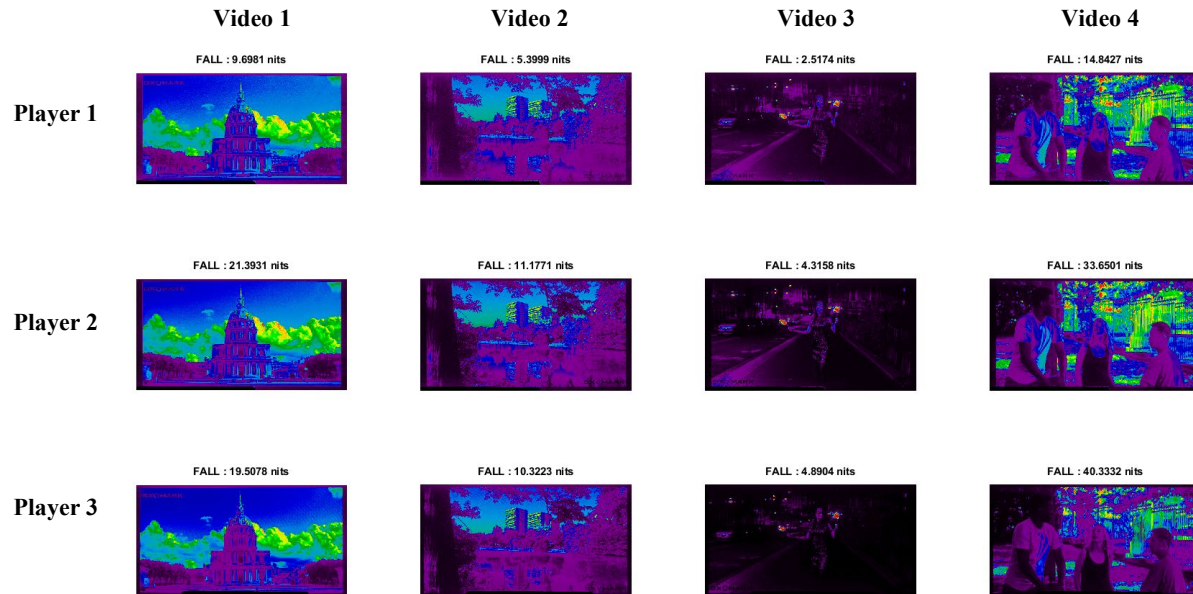 Video 1 Video 2 Video 3 Video 4
FALL : 9.6981 nits FALL : 5.3999 nits FALL : 2.5174 nits FALL : 14.8427 nits
Player 1
FALL : 21.3931 nits FALL : 11.1771 nits FALL : 4.3158 nits FALL : 33.6501 nits
Player 2
FALL : 19.5078 nits FALL : 10.3223 nits FALL : 4.8904 nits FALL : 40.3332 nits
Player 3